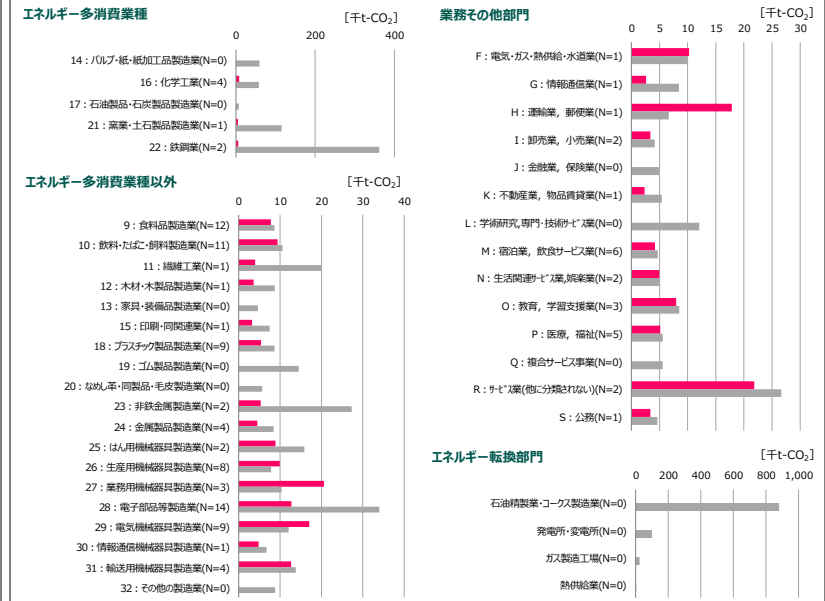 エネルギー多消費業種
[千t-CO₂]
0 200 400
14：パルプ・紙・紙加工品製造業(N=0)
16：化学工業(N=4)
17：石油製品・石炭製品製造業(N=0)
21：窯業・土石製品製造業(N=1)
22：鉄鋼業(N=2)
エネルギー多消費業種以外
[千t-CO₂]
0 10 20 30 40
9：食料品製造業(N=12)
10：飲料・たばこ・飼料製造業(N=11)
11：繊維工業(N=1)
12：木材・木製品製造業(N=1)
13：家具・装備品製造業(N=0)
15：印刷・同関連業(N=1)
18：プラスチック製品製造業(N=9)
19：ゴム製品製造業(N=0)
20：なめし革・同製品・毛皮製造業(N=0)
23：非鉄金属製造業(N=2)
24：金属製品製造業(N=4)
25：はん用機械器具製造業(N=2)
26：生産用機械器具製造業(N=8)
27：業務用機械器具製造業(N=3)
28：電子部品等製造業(N=14)
29：電気機械器具製造業(N=9)
30：情報通信機械器具製造業(N=1)
31：輸送用機械器具製造業(N=4)
32：その他の製造業(N=0)
業務その他部門
[千t-CO₂]
0 5 10 15 20 25 30
F：電気・ガス・熱供給・水道業(N=1)
G：情報通信業(N=1)
H：運輸業，郵便業(N=1)
I：卸売業，小売業(N=2)
J：金融業，保険業(N=0)
K：不動産業，物品賃貸業(N=1)
L：学術研究,専門・技術サービス業(N=0)
M：宿泊業，飲食サービス業(N=6)
N：生活関連サービス業,娯楽業(N=2)
O：教育，学習支援業(N=3)
P：医療，福祉(N=5)
Q：複合サービス事業(N=0)
R：サービス業(他に分類されない)(N=2)
S：公務(N=1)
エネルギー転換部門
[千t-CO₂]
0 200 400 600 800 1,000
石油精製業・コークス製造業(N=0)
発電所・変電所(N=0)
ガス製造工場(N=0)
熱供給業(N=0)